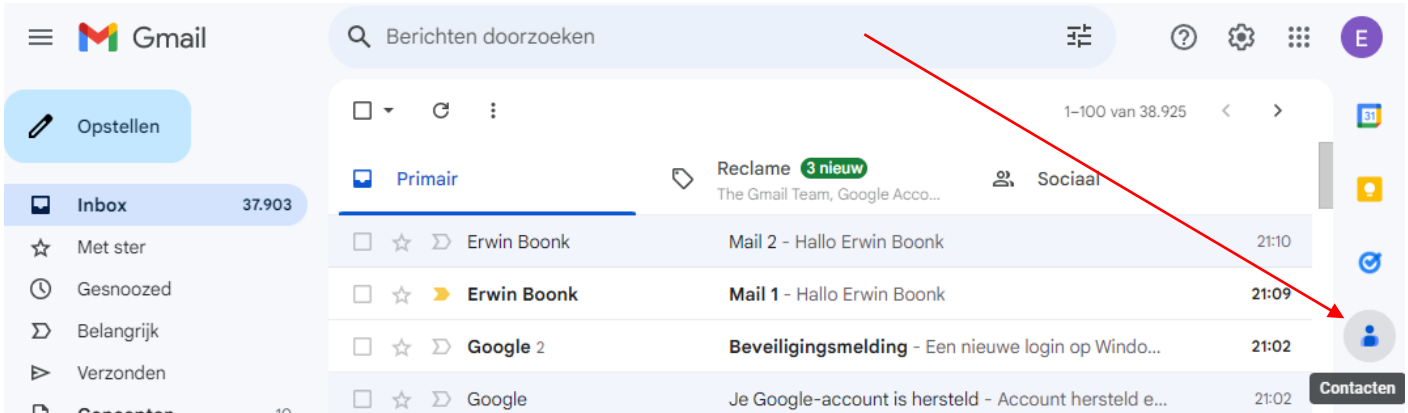 Gmail
Berichten doorzoeken
E
Opstellen
1–100 van 38.925
31
Primair
Reclame 3 nieuw
The Gmail Team, Google Acco...
Sociaal
Inbox 37.903
Met ster
Gesnoozed
Belangrijk
Verzonden
Concepten 10
Erwin Boonk Mail 2 - Hallo Erwin Boonk 21:10
Erwin Boonk Mail 1 - Hallo Erwin Boonk 21:09
Google 2 Beveiligingsmelding - Een nieuwe login op Windo... 21:02
Google Je Google-account is hersteld - Account hersteld e... 21:02
Contacten